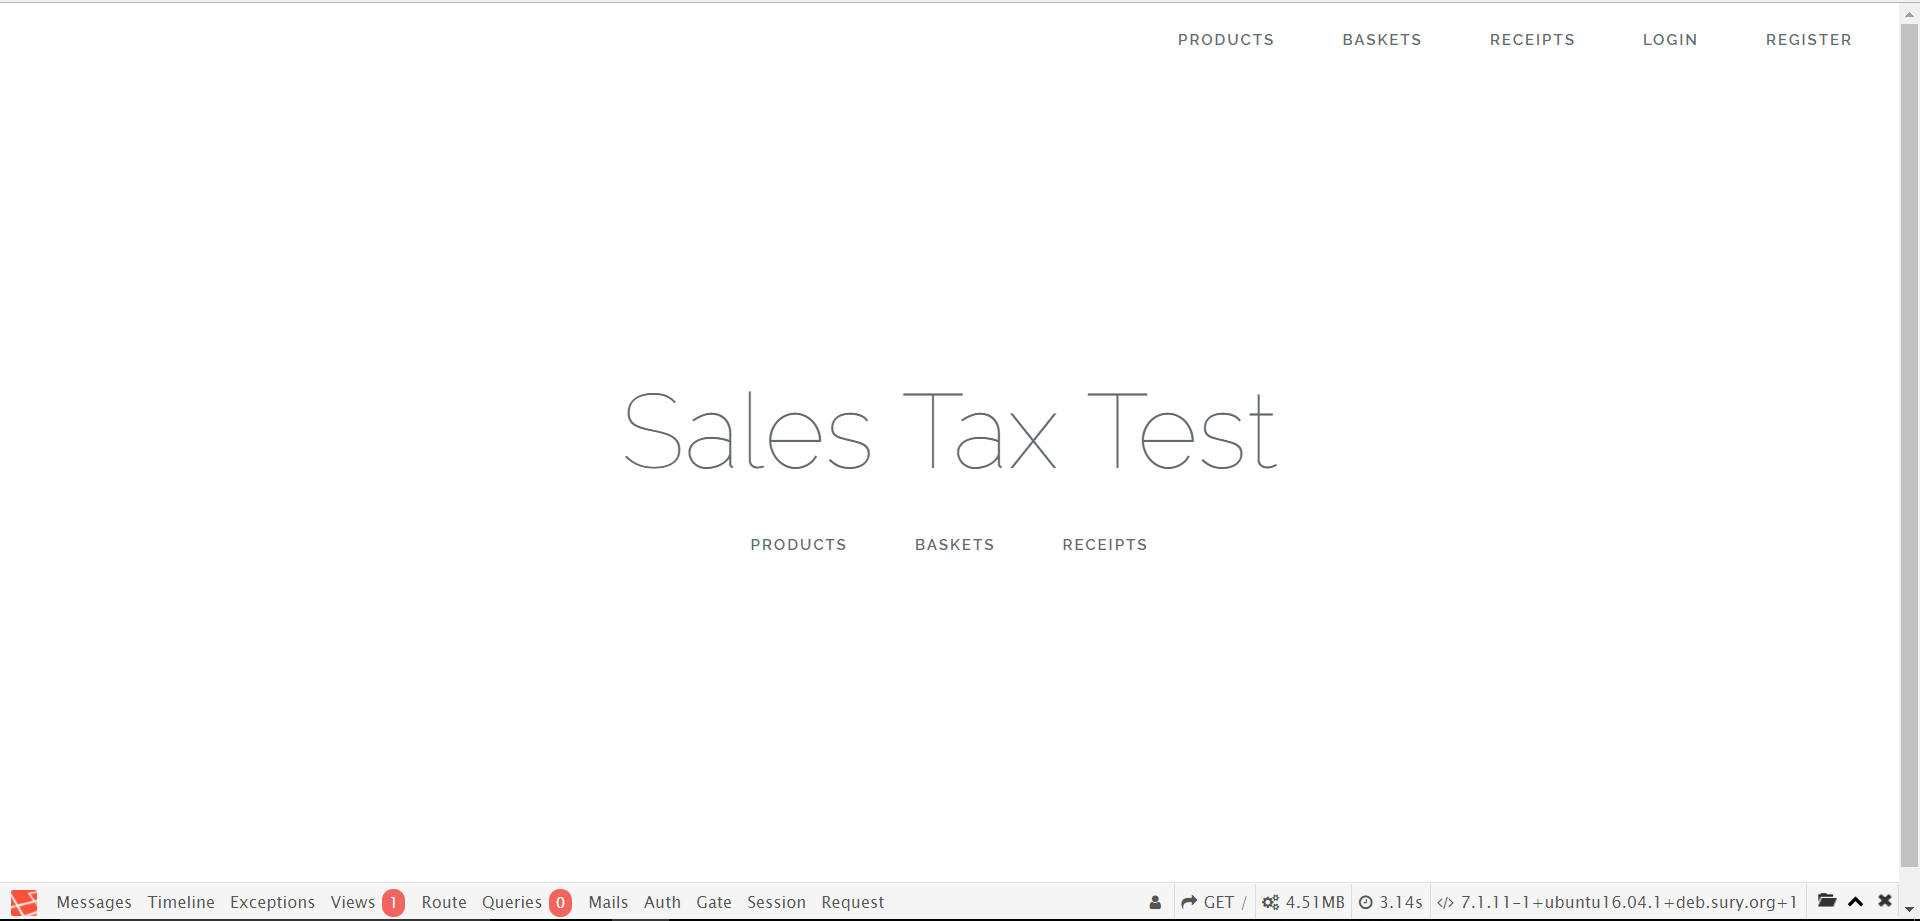 PRODUCTS BASKETS RECEIPTS LOGIN REGISTER
Sales Tax Test
PRODUCTS BASKETS RECEIPTS
Messages Timeline Exceptions Views 1 Route Queries 0 Mails Auth Gate Session Request GET / 4.51MB 3.14s </> 7.1.11-1+ubuntu16.04.1+deb.sury.org+1